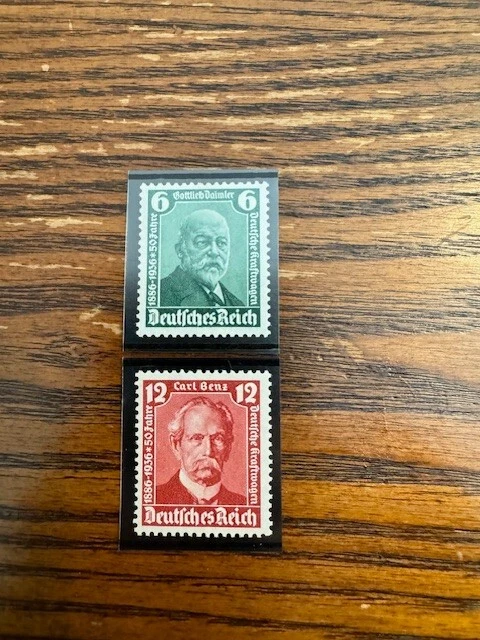 6 Gottlieb Daimler 6
1886-1936 * 50 Jahre
Deutsche Kraftwagen
Deutsches Reich
12 Carl Benz 12
1886-1936 * 50 Jahre
Deutsche Kraftwagen
Deutsches Reich